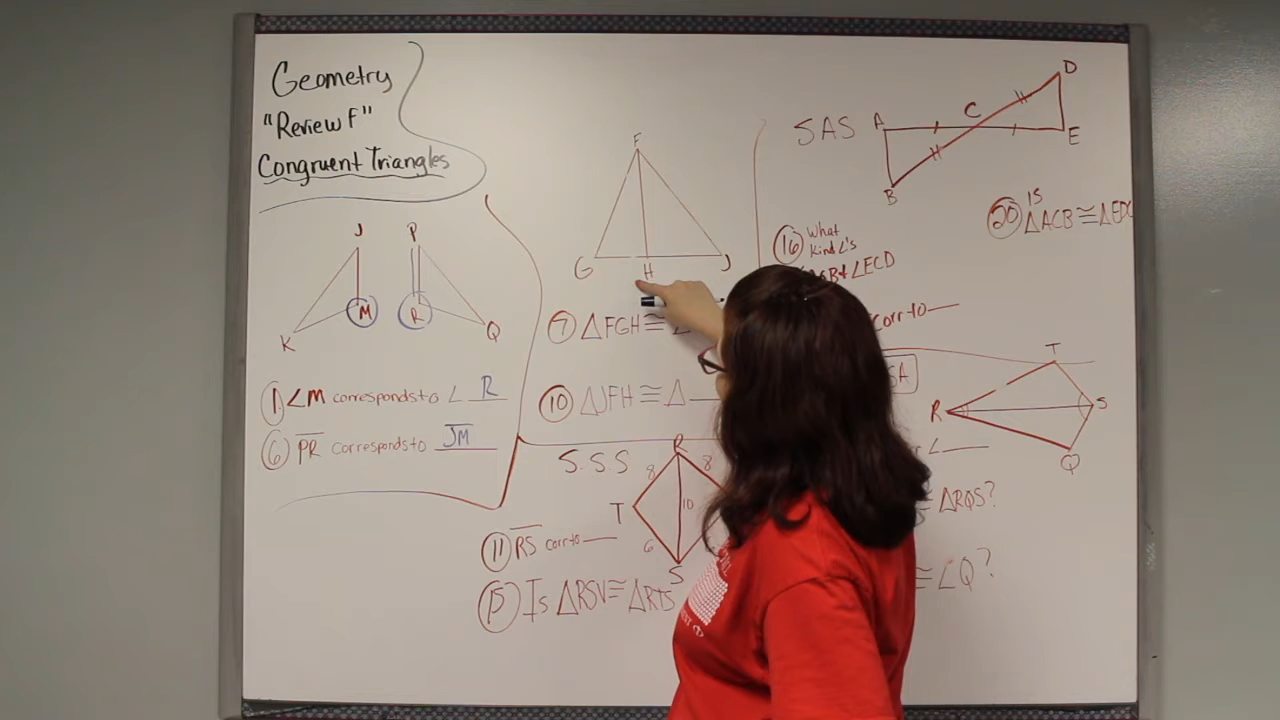 Geometry
"Review F"
Congruent Triangles
J P
M R
K Q
① ∠M corresponds to ∠ R
⑥ PR corresponds to JM
F
G H J
⑦ △FGH ≅ △
⑩ △JFH ≅ △
S.S.S
R
8 8
T 10
6
S
⑪ RS corr to
⑮ Is △RSV ≅ △RTS
SAS
A C D
B E
⑯ What
kind ∠'s
∠ECD
⑳ IS
△ACB ≅ △EDC
corr to
SA
T
R S
Q
∠
≅ △RQS?
≅ ∠Q?